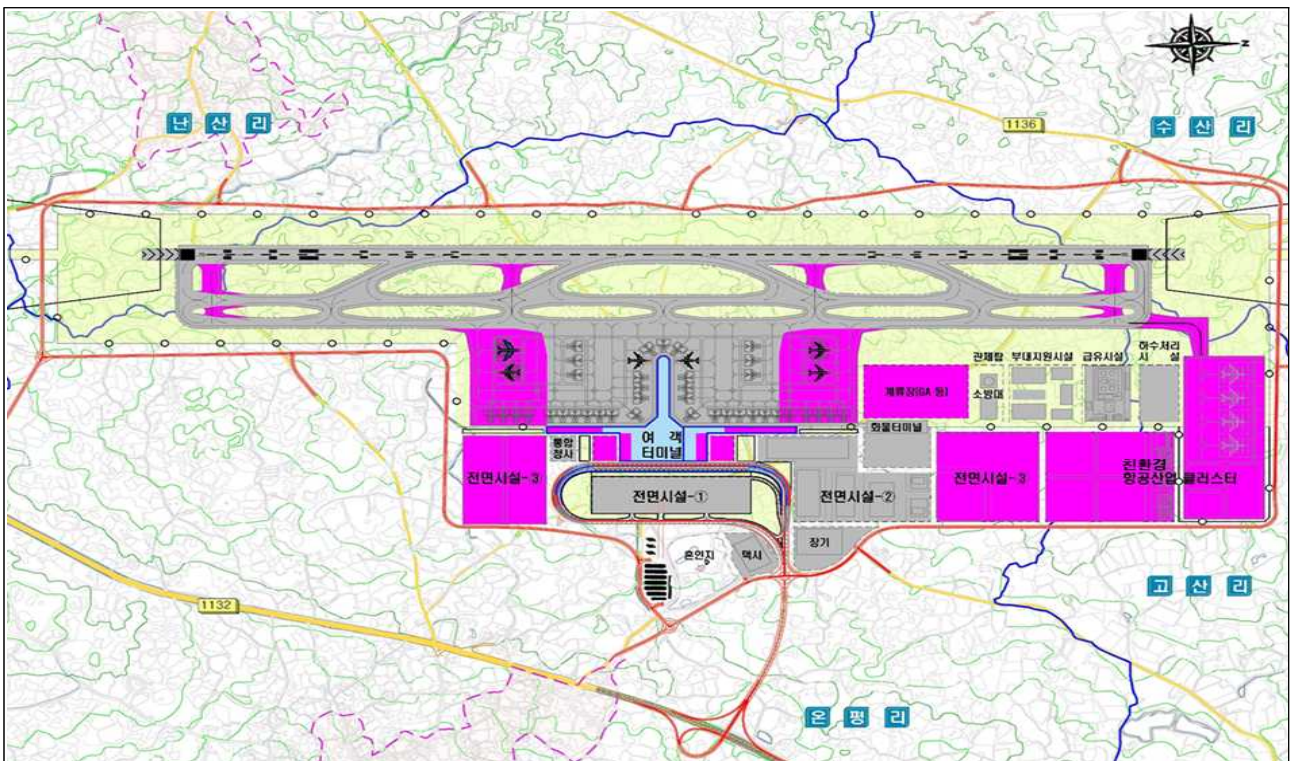 N
1136
난 산 리
수 산 리
관제탑
부대지원시설
급유시설
하수처리
시 설
계류장(GA 등)
소방대
화물터미널
여 객
터미널
통합
청사
전면시설-3
전면시설-①
전면시설-②
전면시설-3
친환경
항공산업 클러스터
혼인지
택시
장기
고 산 리
1132
온 평 리